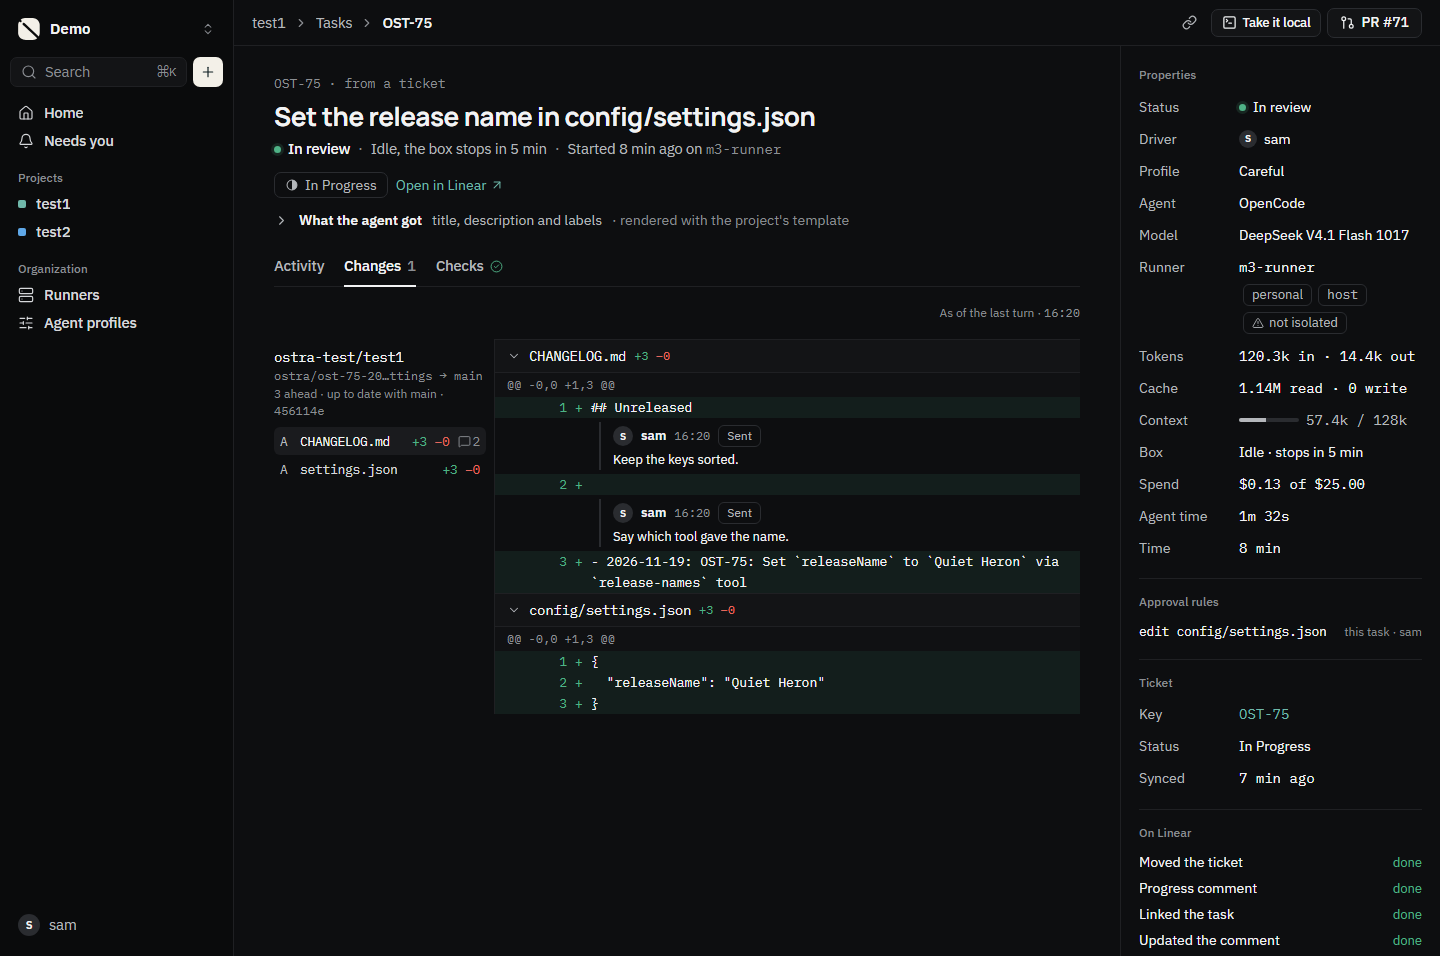 Demo
Search ⌘K
Home
Needs you
Projects
test1
test2
Organization
Runners
Agent profiles
S sam
test1 > Tasks > OST-75
Take it local
PR #71
OST-75 · from a ticket
Set the release name in config/settings.json
In review · Idle, the box stops in 5 min · Started 8 min ago on m3-runner
In Progress
Open in Linear ↗
What the agent got title, description and labels · rendered with the project's template
Activity
Changes 1
Checks
As of the last turn · 16:20
ostra-test/test1
ostra/ost-75-20…ttings → main
3 ahead · up to date with main ·
456114e
A CHANGELOG.md +3 −0 2
A settings.json +3 −0
CHANGELOG.md +3 −0
@@ -0,0 +1,3 @@
1 + ## Unreleased
S sam 16:20 Sent
Keep the keys sorted.
2 +
S sam 16:20 Sent
Say which tool gave the name.
3 + - 2026-11-19: OST-75: Set `releaseName` to `Quiet Heron` via
`release-names` tool
config/settings.json +3 −0
@@ -0,0 +1,3 @@
1 + {
2 + "releaseName": "Quiet Heron"
3 + }
Properties
Status In review
Driver S sam
Profile Careful
Agent OpenCode
Model DeepSeek V4.1 Flash 1017
Runner m3-runner
personal host
not isolated
Tokens 120.3k in · 14.4k out
Cache 1.14M read · 0 write
Context 57.4k / 128k
Box Idle · stops in 5 min
Spend $0.13 of $25.00
Agent time 1m 32s
Time 8 min
Approval rules
edit config/settings.json this task · sam
Ticket
Key OST-75
Status In Progress
Synced 7 min ago
On Linear
Moved the ticket done
Progress comment done
Linked the task done
Updated the comment done